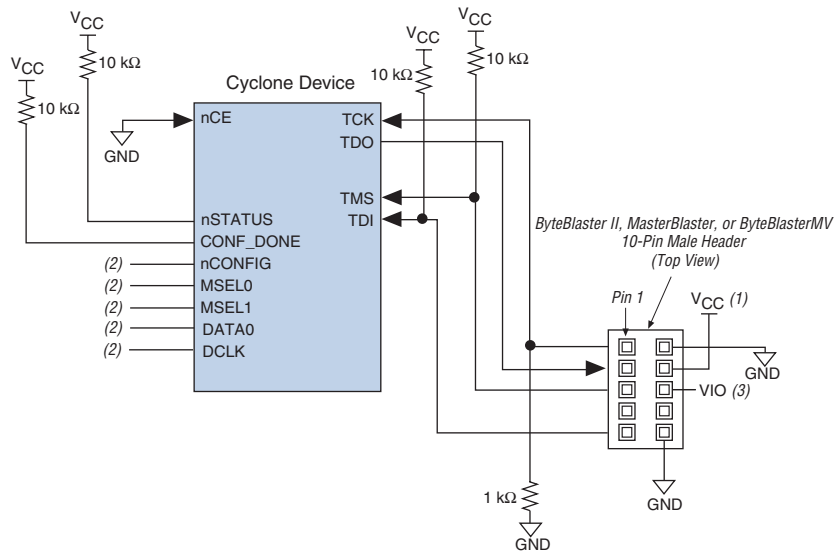 VCC
VCC
10 kΩ
VCC
10 kΩ
VCC
10 kΩ
10 kΩ
Cyclone Device
GND
nCE
TCK
TDO
TMS
TDI
nSTATUS
CONF_DONE
(2) nCONFIG
(2) MSEL0
(2) MSEL1
(2) DATA0
(2) DCLK
ByteBlaster II, MasterBlaster, or ByteBlasterMV
10-Pin Male Header
(Top View)
Pin 1
VCC (1)
GND
VIO (3)
GND
1 kΩ
GND